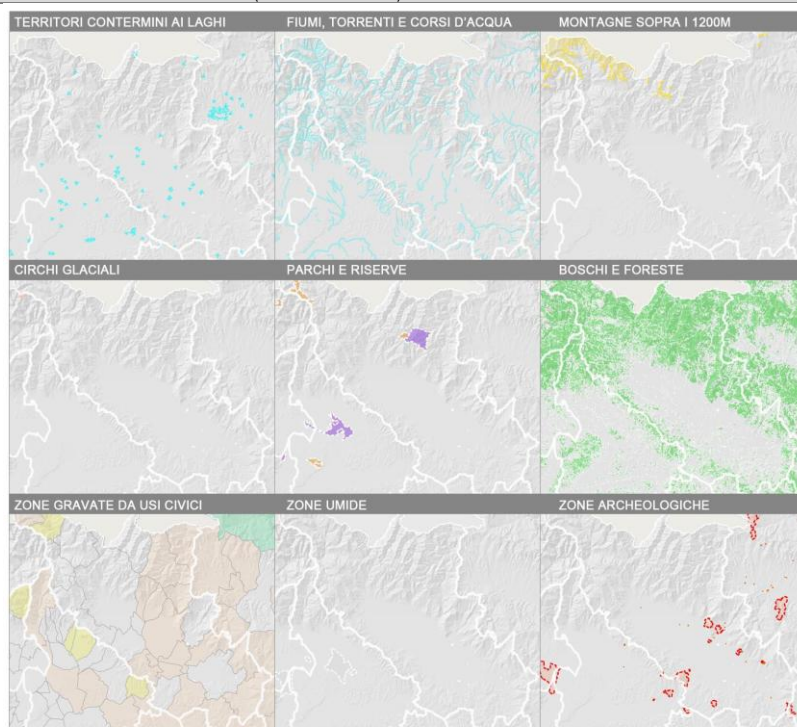 TERRITORI CONTERMINI AI LAGHI
FIUMI, TORRENTI E CORSI D'ACQUA
MONTAGNE SOPRA I 1200M
CIRCHI GLACIALI
PARCHI E RISERVE
BOSCHI E FORESTE
ZONE GRAVATE DA USI CIVICI
ZONE UMIDE
ZONE ARCHEOLOGICHE